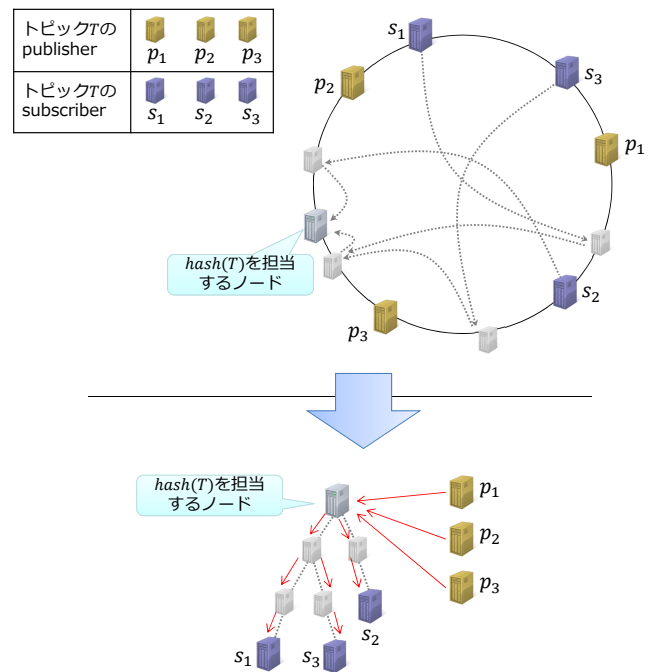 トピック𝑇の
publisher
𝑝₁ 𝑝₂ 𝑝₃
トピック𝑇の
subscriber
𝑠₁ 𝑠₂ 𝑠₃
𝑠₁
𝑠₃
𝑝₂
𝑝₁
ℎ𝑎𝑠ℎ(𝑇)を担当
するノード
𝑠₂
𝑝₃
ℎ𝑎𝑠ℎ(𝑇)を担当
するノード
𝑝₁
𝑝₂
𝑝₃
𝑠₂
𝑠₁ 𝑠₃